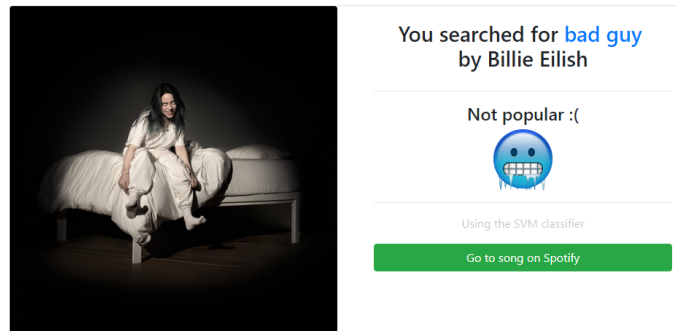 You searched for bad guy
by Billie Eilish
Not popular :(
Using the SVM classifier
Go to song on Spotify